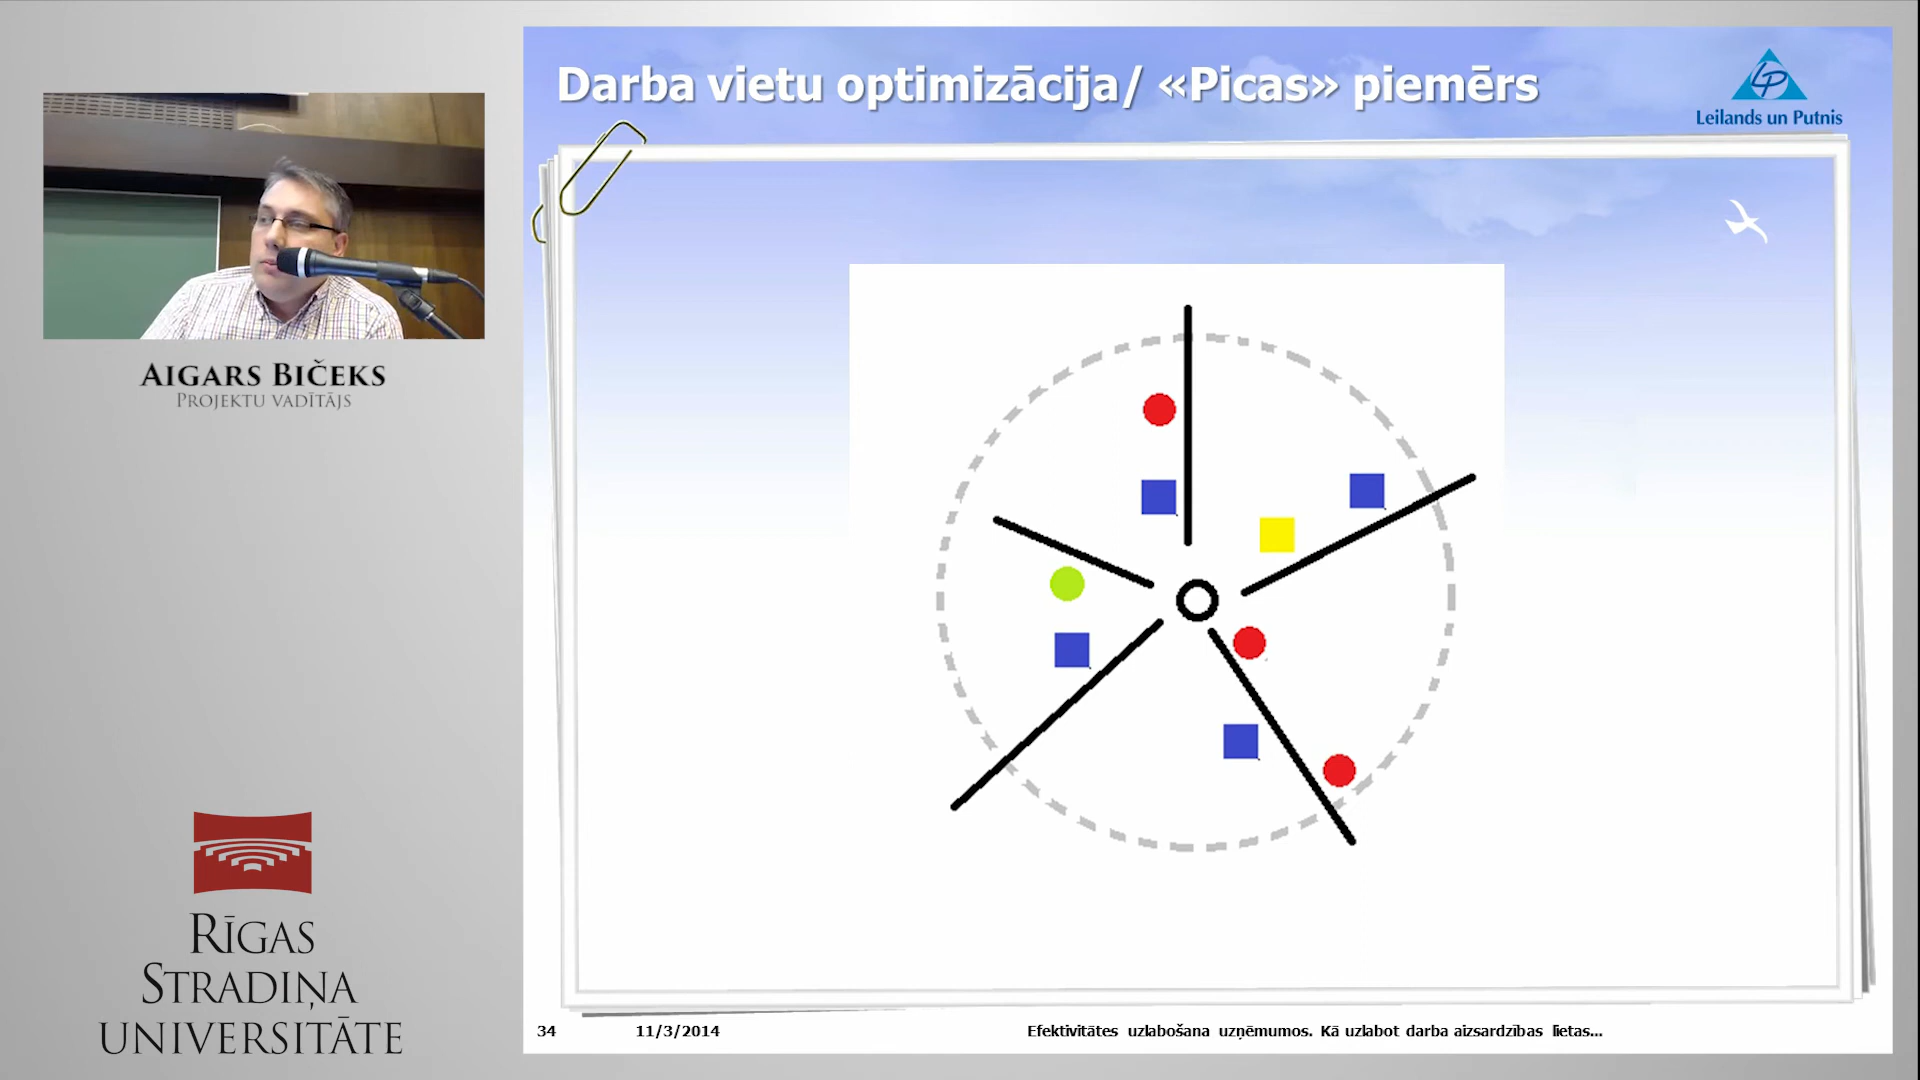 Darba vietu optimizācija/ «Picas» piemērs
LP
Leilands un Putnis
AIGARS BIČEKS
PROJEKTU VADĪTĀJS
RĪGAS
STRADIŅA
UNIVERSITĀTE
34
11/3/2014
Efektivitātes uzlabošana uzņēmumos. Kā uzlabot darba aizsardzības lietas...